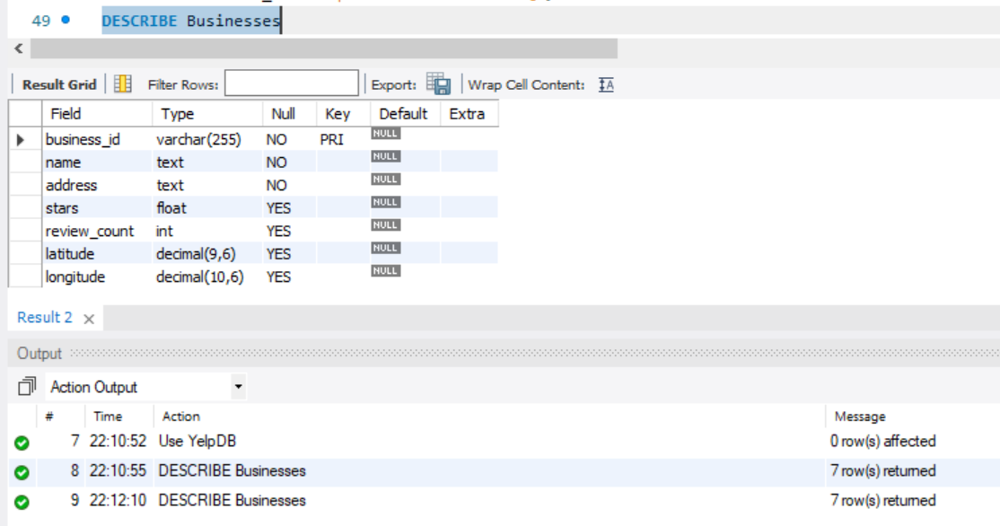 49 DESCRIBE Businesses
Result Grid Filter Rows: Export: Wrap Cell Content: IA
Field Type Null Key Default Extra
business_id varchar(255) NO PRI NULL
name text NO NULL
address text NO NULL
stars float YES NULL
review_count int YES NULL
latitude decimal(9,6) YES NULL
longitude decimal(10,6) YES NULL
Result 2
Output
Action Output
# Time Action Message
7 22:10:52 Use YelpDB 0 row(s) affected
8 22:10:55 DESCRIBE Businesses 7 row(s) returned
9 22:12:10 DESCRIBE Businesses 7 row(s) returned